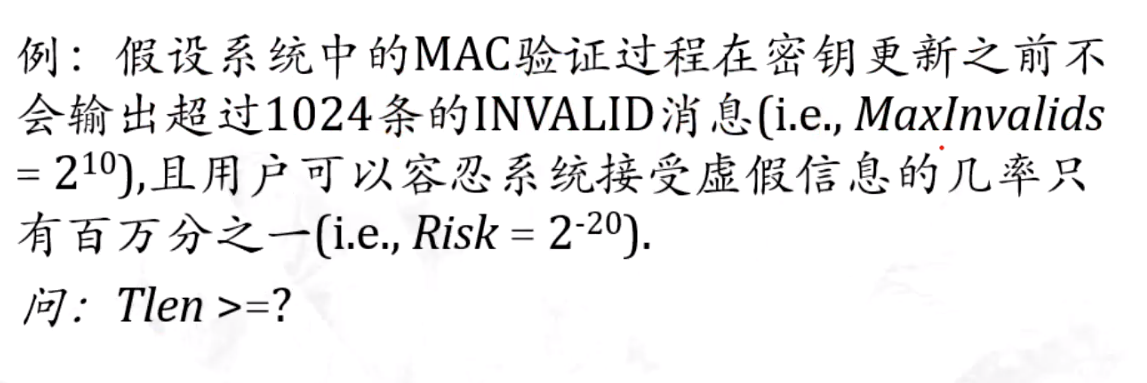 例：假设系统中的MAC验证过程在密钥更新之前不
会输出超过1024条的INVALID消息(i.e., MaxInvalids
= 2¹⁰),且用户可以容忍系统接受虚假信息的几率只
有百万分之一(i.e., Risk = 2⁻²⁰).
问：Tlen >=?